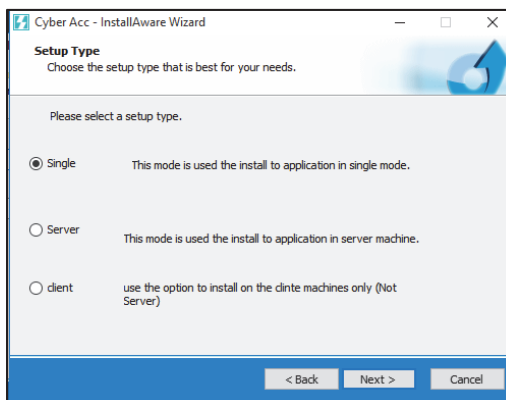 Cyber Acc - InstallAware Wizard
Setup Type
Choose the setup type that is best for your needs.
Please select a setup type.
Single
This mode is used the install to application in single mode.
Server
This mode is used the install to application in server machine.
client
use the option to install on the dinte machines only (Not
Server)
< Back
Next >
Cancel